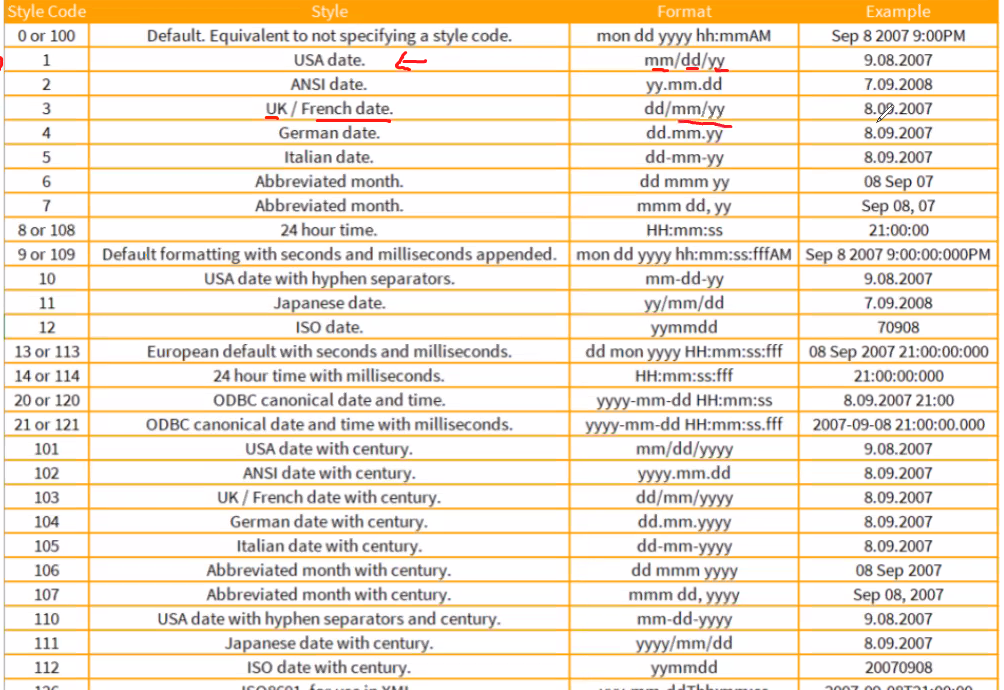 Style Code Style Format Example
0 or 100 Default. Equivalent to not specifying a style code. mon dd yyyy hh:mmAM Sep 8 2007 9:00PM
1 USA date. mm/dd/yy 9.08.2007
2 ANSI date. yy.mm.dd 7.09.2008
3 UK / French date. dd/mm/yy 8.09.2007
4 German date. dd.mm.yy 8.09.2007
5 Italian date. dd-mm-yy 8.09.2007
6 Abbreviated month. dd mmm yy 08 Sep 07
7 Abbreviated month. mmm dd, yy Sep 08, 07
8 or 108 24 hour time. HH:mm:ss 21:00:00
9 or 109 Default formatting with seconds and milliseconds appended. mon dd yyyy hh:mm:ss:fffAM Sep 8 2007 9:00:00:000PM
10 USA date with hyphen separators. mm-dd-yy 9.08.2007
11 Japanese date. yy/mm/dd 7.09.2008
12 ISO date. yymmdd 70908
13 or 113 European default with seconds and milliseconds. dd mon yyyy HH:mm:ss:fff 08 Sep 2007 21:00:00:000
14 or 114 24 hour time with milliseconds. HH:mm:ss:fff 21:00:00:000
20 or 120 ODBC canonical date and time. yyyy-mm-dd HH:mm:ss 8.09.2007 21:00
21 or 121 ODBC canonical date and time with milliseconds. yyyy-mm-dd HH:mm:ss.fff 2007-09-08 21:00:00.000
101 USA date with century. mm/dd/yyyy 9.08.2007
102 ANSI date with century. yyyy.mm.dd 8.09.2007
103 UK / French date with century. dd/mm/yyyy 8.09.2007
104 German date with century. dd.mm.yyyy 8.09.2007
105 Italian date with century. dd-mm-yyyy 8.09.2007
106 Abbreviated month with century. dd mmm yyyy 08 Sep 2007
107 Abbreviated month with century. mmm dd, yyyy Sep 08, 2007
110 USA date with hyphen separators and century. mm-dd-yyyy 9.08.2007
111 Japanese date with century. yyyy/mm/dd 8.09.2007
112 ISO date with century. yymmdd 20070908